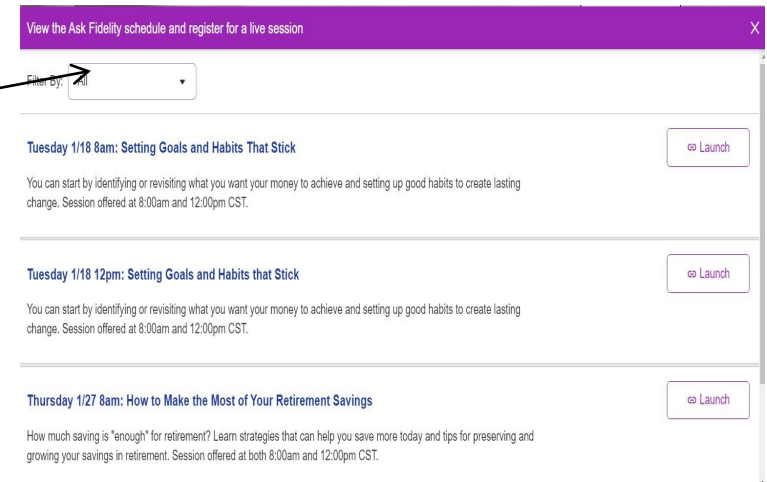 View the Ask Fidelity schedule and register for a live session X
Filter By: All
Tuesday 1/18 8am: Setting Goals and Habits That Stick
Launch
You can start by identifying or revisiting what you want your money to achieve and setting up good habits to create lasting
change. Session offered at 8:00am and 12:00pm CST.
Tuesday 1/18 12pm: Setting Goals and Habits that Stick
Launch
You can start by identifying or revisiting what you want your money to achieve and setting up good habits to create lasting
change. Session offered at 8:00am and 12:00pm CST.
Thursday 1/27 8am: How to Make the Most of Your Retirement Savings
Launch
How much saving is "enough" for retirement? Learn strategies that can help you save more today and tips for preserving and
growing your savings in retirement. Session offered at both 8:00am and 12:00pm CST.